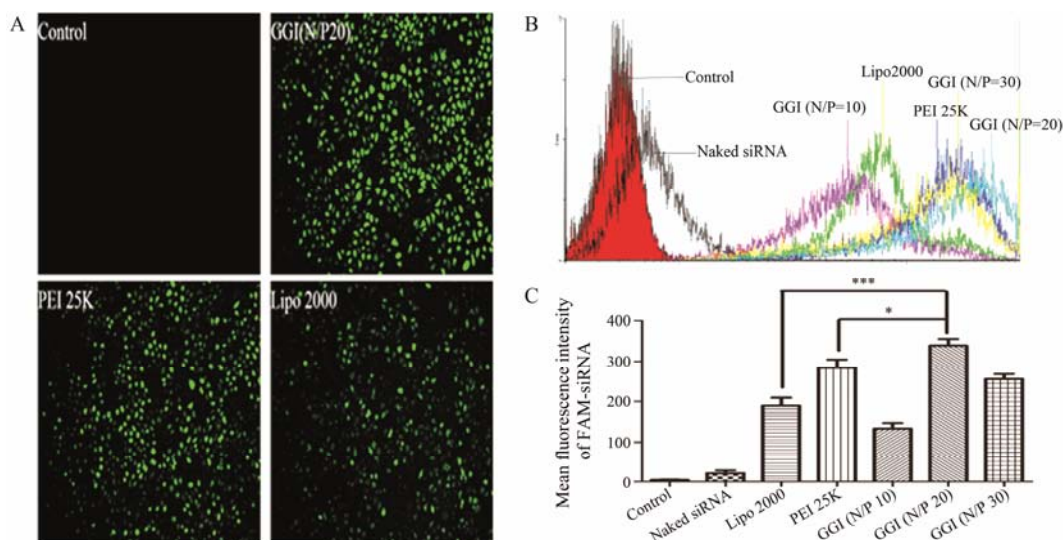 A
Control
GGI(N/P20)
PEI 25K
Lipo 2000
B
Control
Naked siRNA
GGI (N/P=10)
Lipo2000
GGI (N/P=30)
PEI 25K
GGI (N/P=20)
C
***
*
Mean fluorescence intensity
of FAM-siRNA
400
300
200
100
0
Control
Naked siRNA
Lipo 2000
PEI 25K
GGI (N/P 10)
GGI (N/P 20)
GGI (N/P 30)